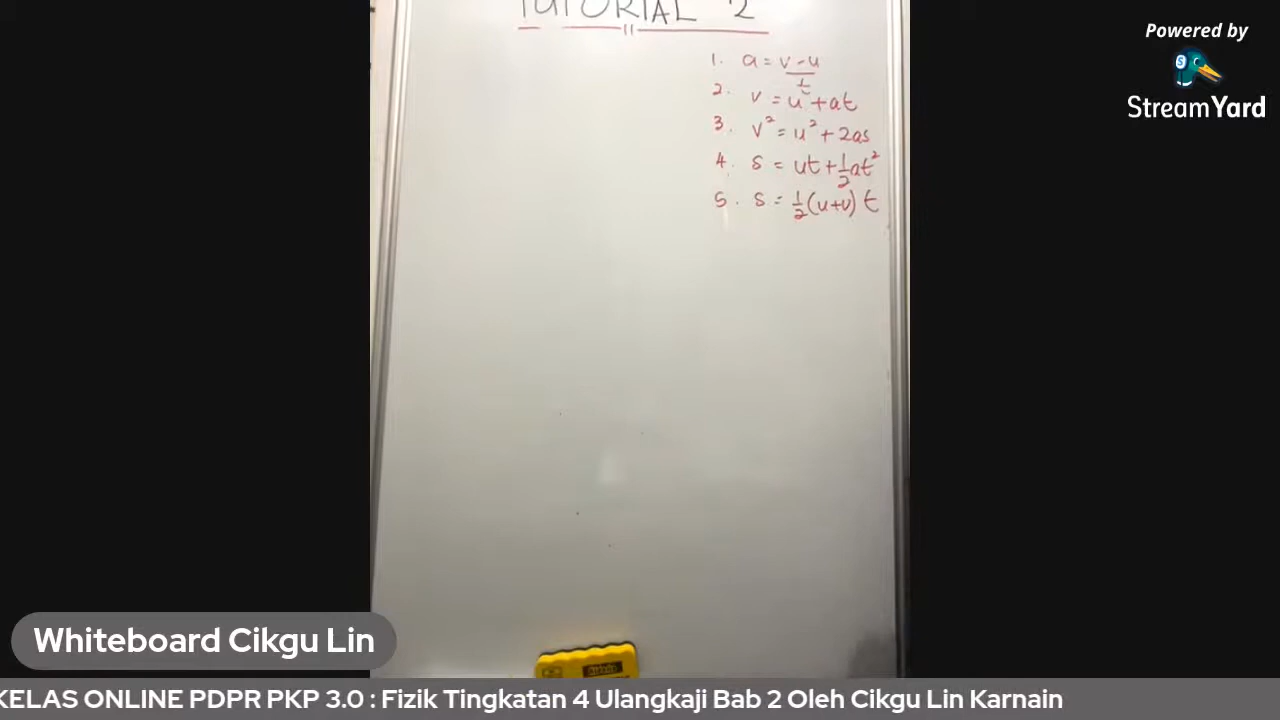 TUTORIAL 2
1. a = v - u
t
2. v = u + at
3. v² = u² + 2as
4. s = ut + ½at²
5. s = ½(u+v) t
Powered by
StreamYard
Whiteboard Cikgu Lin
KELAS ONLINE PDPR PKP 3.0 : Fizik Tingkatan 4 Ulangkaji Bab 2 Oleh Cikgu Lin Karnain